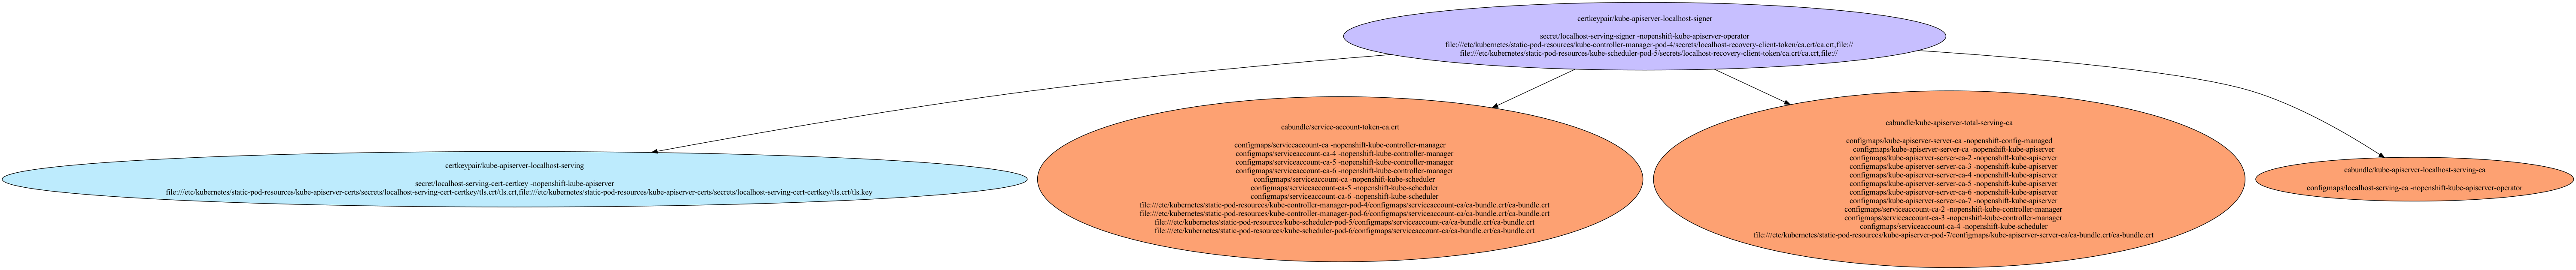 certkeypair/kube-apiserver-localhost-signer
secret/localhost-serving-signer -nopenshift-kube-apiserver-operator
file:///etc/kubernetes/static-pod-resources/kube-controller-manager-pod-4/secrets/localhost-recovery-client-token/ca.crt/ca.crt,file://
file:///etc/kubernetes/static-pod-resources/kube-scheduler-pod-5/secrets/localhost-recovery-client-token/ca.crt/ca.crt,file://
certkeypair/kube-apiserver-localhost-serving
secret/localhost-serving-cert-certkey -nopenshift-kube-apiserver
file:///etc/kubernetes/static-pod-resources/kube-apiserver-certs/secrets/localhost-serving-cert-certkey/tls.crt/tls.crt,file:///etc/kubernetes/static-pod-resources/kube-apiserver-certs/secrets/localhost-serving-cert-certkey/tls.crt/tls.key
cabundle/service-account-token-ca.crt
configmaps/serviceaccount-ca -nopenshift-kube-controller-manager
configmaps/serviceaccount-ca-4 -nopenshift-kube-controller-manager
configmaps/serviceaccount-ca-5 -nopenshift-kube-controller-manager
configmaps/serviceaccount-ca-6 -nopenshift-kube-controller-manager
configmaps/serviceaccount-ca -nopenshift-kube-scheduler
configmaps/serviceaccount-ca-5 -nopenshift-kube-scheduler
configmaps/serviceaccount-ca-6 -nopenshift-kube-scheduler
file:///etc/kubernetes/static-pod-resources/kube-controller-manager-pod-4/configmaps/serviceaccount-ca/ca-bundle.crt/ca-bundle.crt
file:///etc/kubernetes/static-pod-resources/kube-controller-manager-pod-6/configmaps/serviceaccount-ca/ca-bundle.crt/ca-bundle.crt
file:///etc/kubernetes/static-pod-resources/kube-scheduler-pod-5/configmaps/serviceaccount-ca/ca-bundle.crt/ca-bundle.crt
file:///etc/kubernetes/static-pod-resources/kube-scheduler-pod-6/configmaps/serviceaccount-ca/ca-bundle.crt/ca-bundle.crt
cabundle/kube-apiserver-total-serving-ca
configmaps/kube-apiserver-server-ca -nopenshift-config-managed
configmaps/kube-apiserver-server-ca -nopenshift-kube-apiserver
configmaps/kube-apiserver-server-ca-2 -nopenshift-kube-apiserver
configmaps/kube-apiserver-server-ca-3 -nopenshift-kube-apiserver
configmaps/kube-apiserver-server-ca-4 -nopenshift-kube-apiserver
configmaps/kube-apiserver-server-ca-5 -nopenshift-kube-apiserver
configmaps/kube-apiserver-server-ca-6 -nopenshift-kube-apiserver
configmaps/kube-apiserver-server-ca-7 -nopenshift-kube-apiserver
configmaps/serviceaccount-ca-2 -nopenshift-kube-controller-manager
configmaps/serviceaccount-ca-3 -nopenshift-kube-controller-manager
configmaps/serviceaccount-ca-4 -nopenshift-kube-scheduler
file:///etc/kubernetes/static-pod-resources/kube-apiserver-pod-7/configmaps/kube-apiserver-server-ca/ca-bundle.crt/ca-bundle.crt
cabundle/kube-apiserver-localhost-serving-ca
configmaps/localhost-serving-ca -nopenshift-kube-apiserver-operator